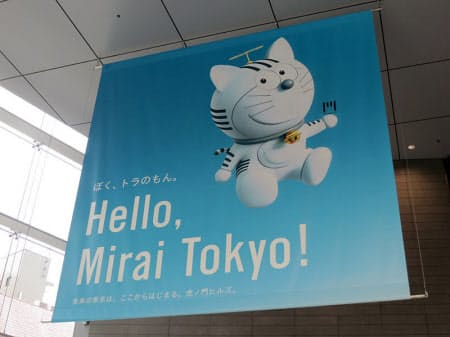 ぼく、トラのもん。
Hello,
Mirai Tokyo!
未来の東京は、ここからはじまる。虎ノ門ヒルズ。